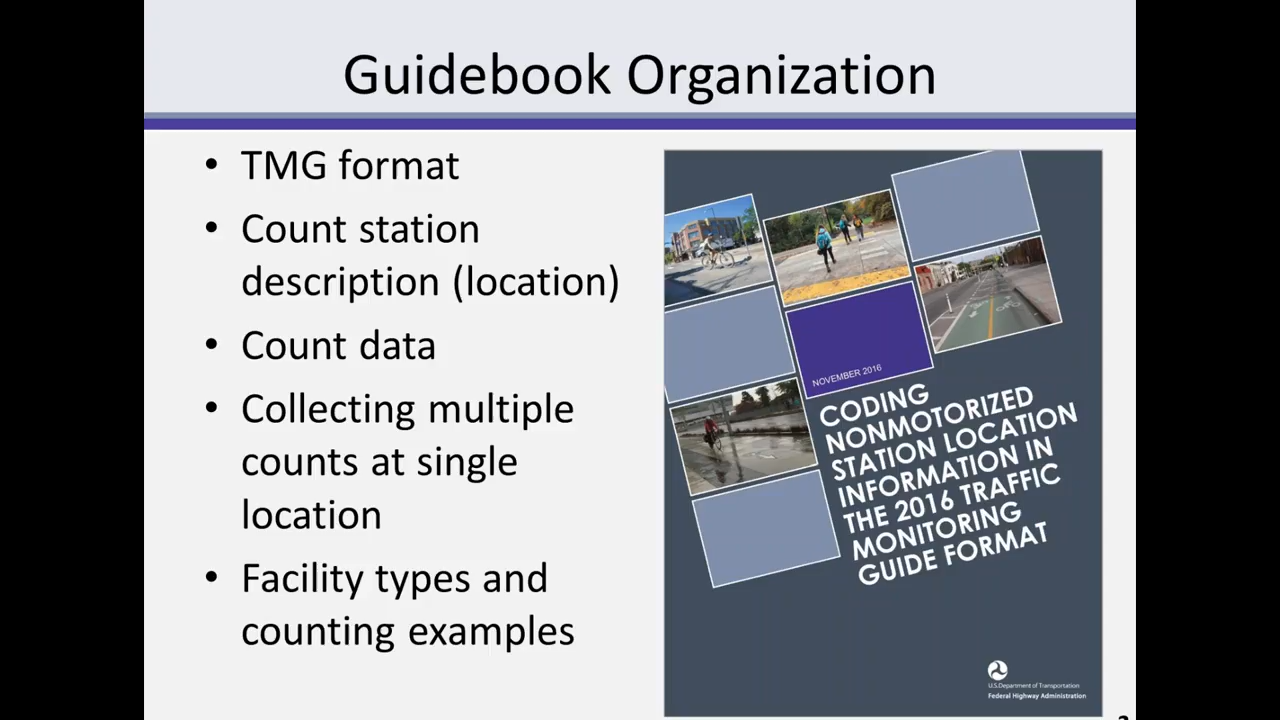 Guidebook Organization
• TMG format
• Count station
description (location)
• Count data
• Collecting multiple
counts at single
location
• Facility types and
counting examples
NOVEMBER 2016
CODING
NONMOTORIZED
STATION LOCATION
INFORMATION IN
THE 2016 TRAFFIC
MONITORING
GUIDE FORMAT
U.S.Department of Transportation
Federal Highway Administration